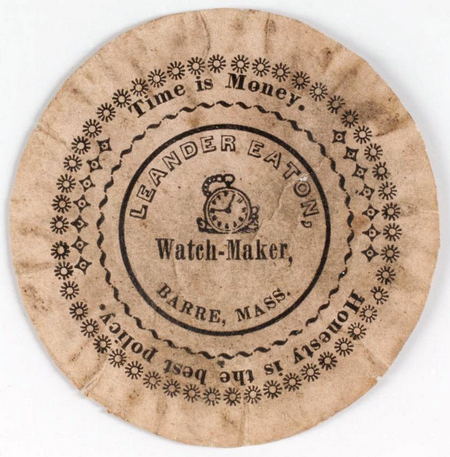 Time is Money.
LEANDER EATON,
Watch-Maker,
BARRE, MASS.
Honesty is the best policy.